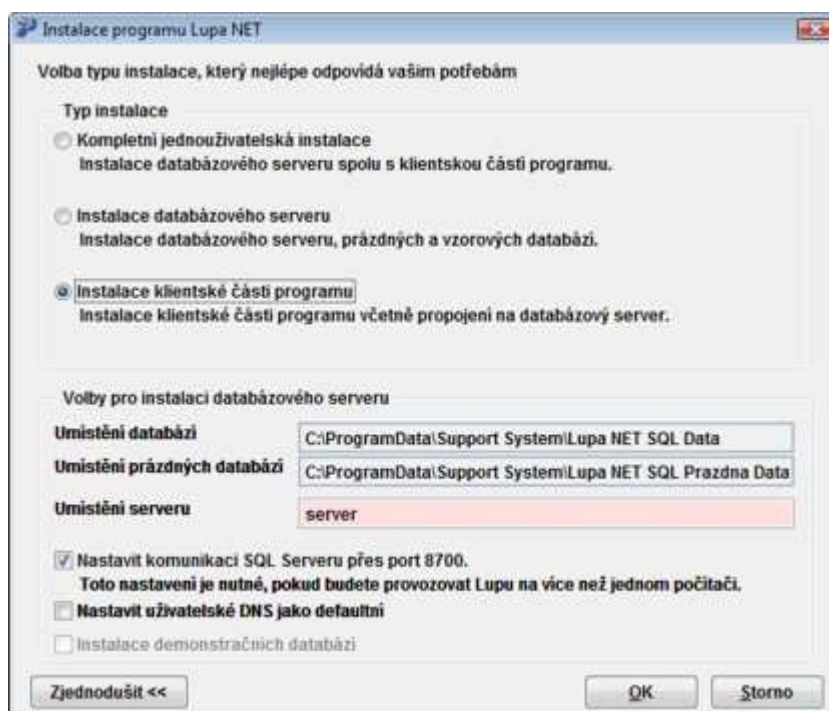 Instalace programu Lupa NET
Volba typu instalace, který nejlépe odpovídá vašim potřebám
Typ instalace
Kompletní jednouživatelská instalace
Instalace databázového serveru spolu s klientskou částí programu.
Instalace databázového serveru
Instalace databázového serveru, prázdných a vzorových databází.
Instalace klientské části programu
Instalace klientské části programu včetně propojení na databázový server.
Volby pro instalaci databázového serveru
Umístění databází C:\ProgramData\Support System\Lupa NET SQL Data
Umístění prázdných databází C:\ProgramData\Support System\Lupa NET SQL Prazdna Data
Umístění serveru server
Nastavit komunikaci SQL Serveru přes port 8700.
Toto nastavení je nutné, pokud budete provozovat Lupu na více než jednom počítači.
Nastavit uživatelské DNS jako defaultní
Instalace demonstračních databází
Zjednodušit << OK Storno